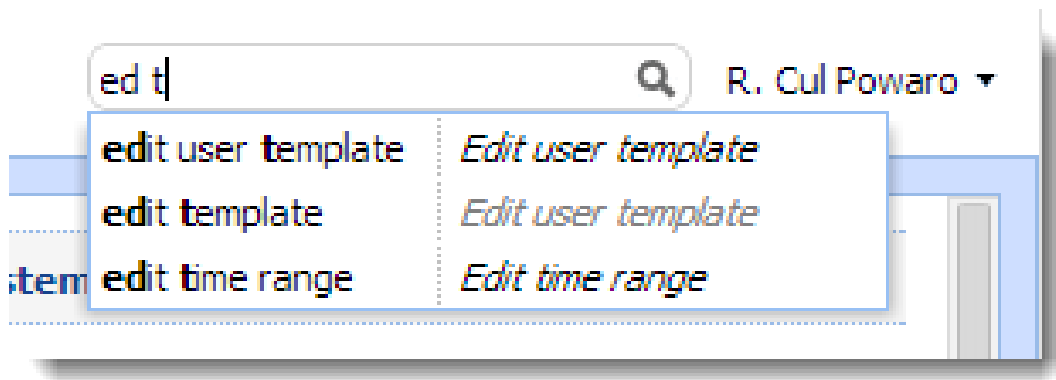 ed t R. Cul Powaro
edit user template Edit user template
edit template Edit user template
stem edit time range Edit time range